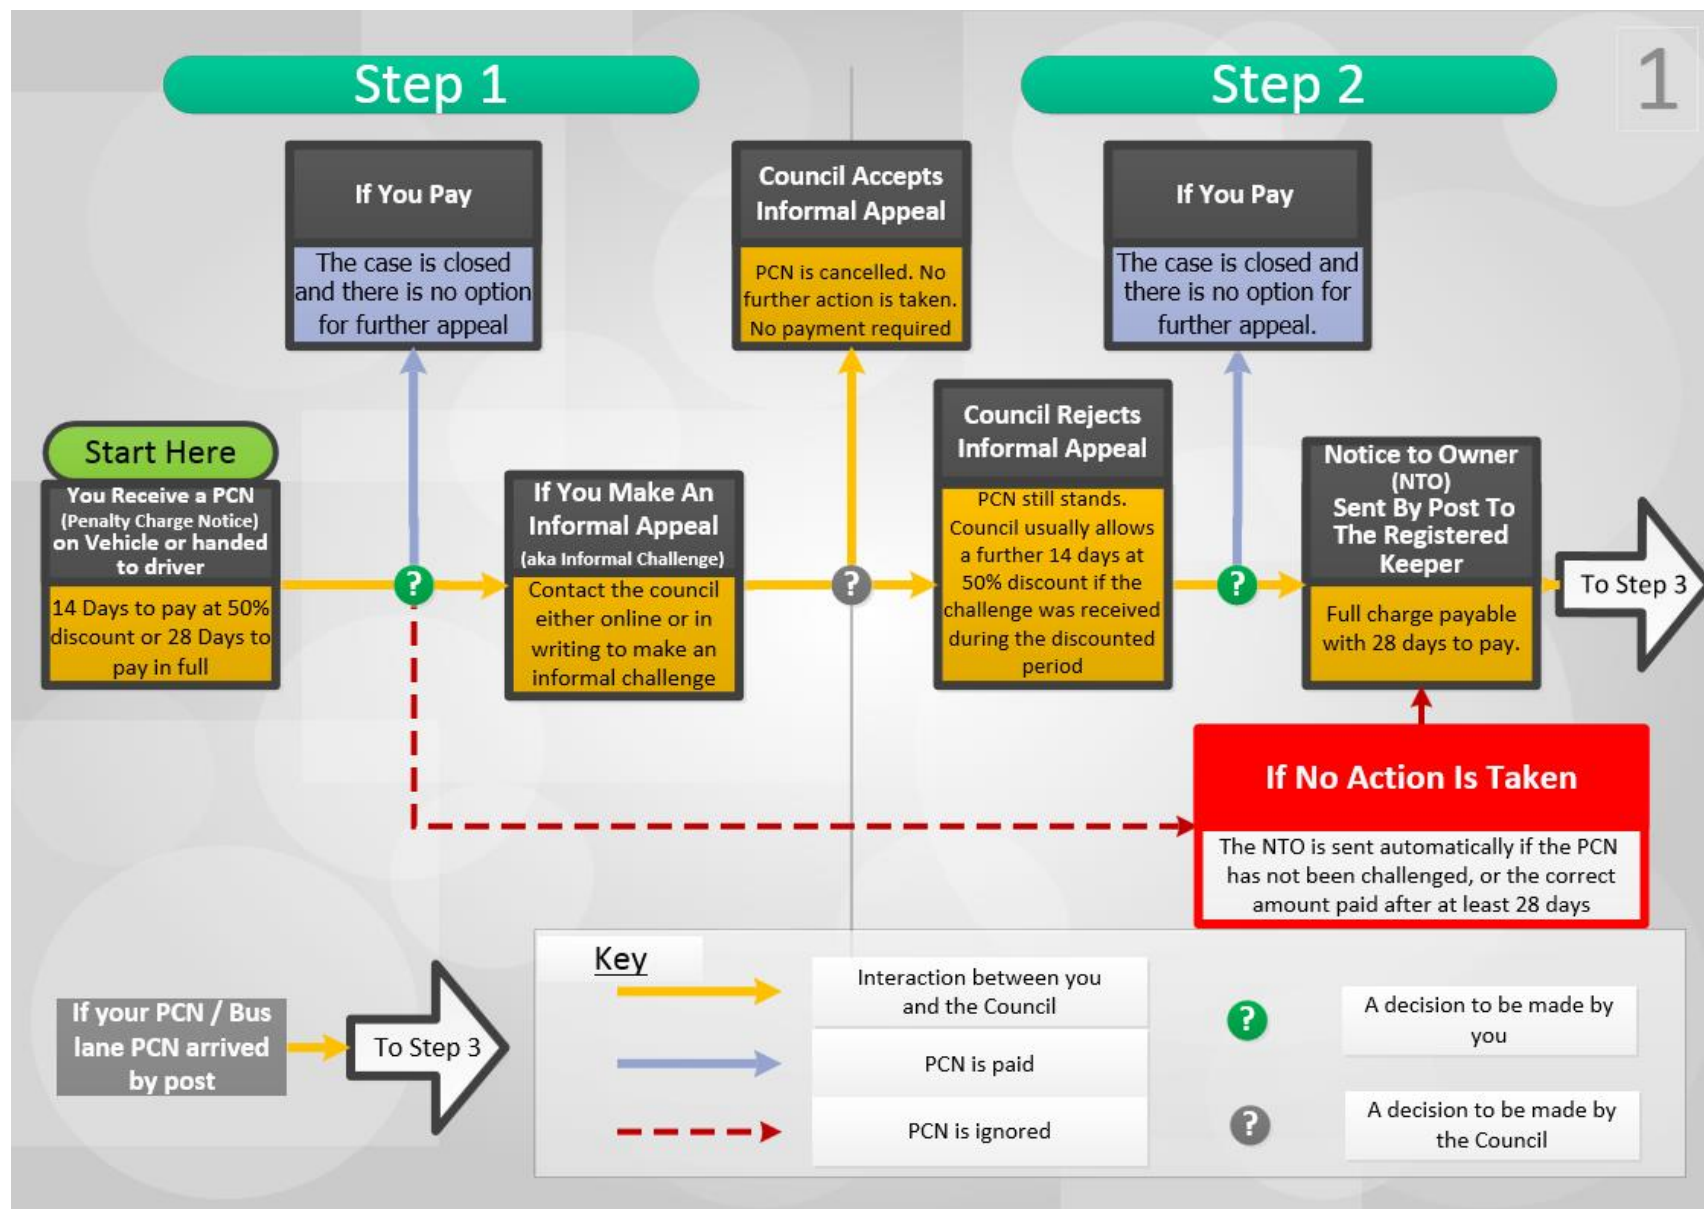 Step 1
Step 2
1
If You Pay
The case is closed
and there is no option
for further appeal
Council Accepts
Informal Appeal
PCN is cancelled. No
further action is taken.
No payment required
If You Pay
The case is closed and
there is no option for
further appeal.
Start Here
You Receive a PCN
(Penalty Charge Notice)
on Vehicle or handed
to driver
14 Days to pay at 50%
discount or 28 Days to
pay in full
?
If You Make An
Informal Appeal
(aka Informal Challenge)
Contact the council
either online or in
writing to make an
informal challenge
?
Council Rejects
Informal Appeal
PCN still stands.
Council usually allows
a further 14 days at
50% discount if the
challenge was received
during the discounted
period
?
Notice to Owner
(NTO)
Sent By Post To
The Registered
Keeper
Full charge payable
with 28 days to pay.
To Step 3
If No Action Is Taken
The NTO is sent automatically if the PCN
has not been challenged, or the correct
amount paid after at least 28 days
If your PCN / Bus
lane PCN arrived
by post
To Step 3
Key
Interaction between you
and the Council
PCN is paid
PCN is ignored
?
A decision to be made by
you
?
A decision to be made by
the Council